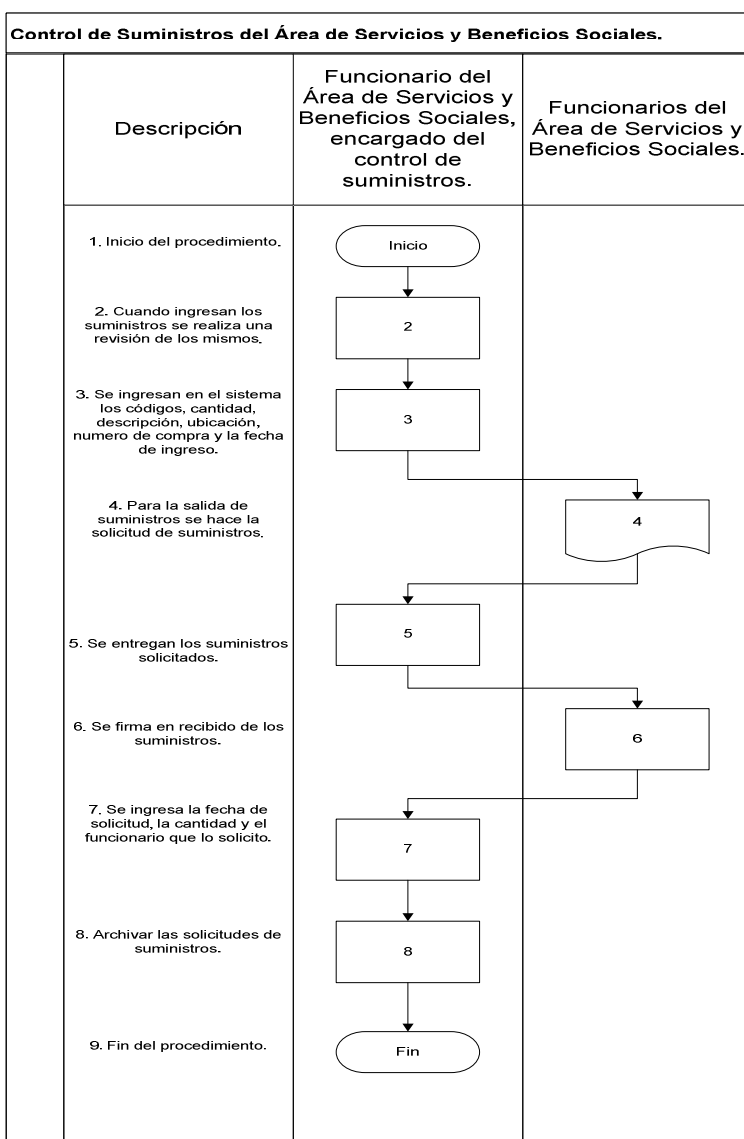 Control de Suministros del Área de Servicios y Beneficios Sociales.
Descripción
Funcionario del
Área de Servicios y
Beneficios Sociales,
encargado del
control de
suministros.
Funcionarios del
Área de Servicios y
Beneficios Sociales.
1. Inicio del procedimiento.
Inicio
2. Cuando ingresan los
suministros se realiza una
revisión de los mismos.
2
3. Se ingresan en el sistema
los códigos, cantidad,
descripción, ubicación,
numero de compra y la fecha
de ingreso.
3
4. Para la salida de
suministros se hace la
solicitud de suministros.
4
5. Se entregan los suministros
solicitados.
5
6. Se firma en recibido de los
suministros.
6
7. Se ingresa la fecha de
solicitud, la cantidad y el
funcionario que lo solicito.
7
8. Archivar las solicitudes de
suministros.
8
9. Fin del procedimiento.
Fin